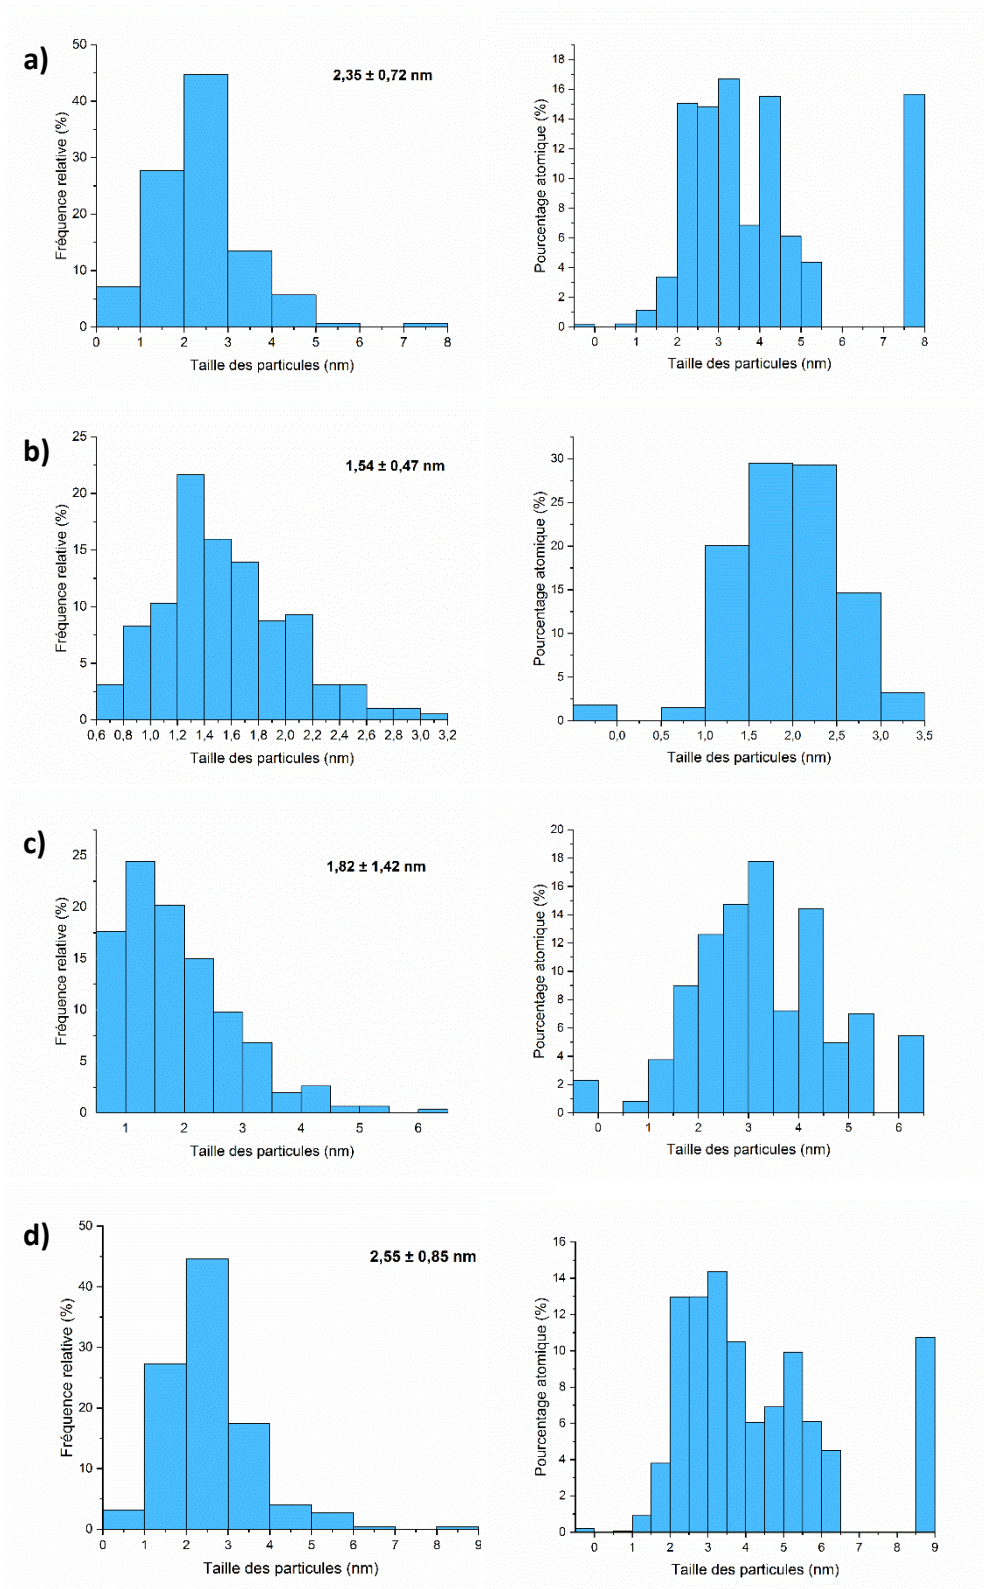 a)
2,35 ± 0,72 nm
Fréquence relative (%)
50
40
30
20
10
0
0 1 2 3 4 5 6 7 8
Taille des particules (nm)
Pourcentage atomique (%)
18
16
14
12
10
8
6
4
2
0
0 1 2 3 4 5 6 7 8
Taille des particules (nm)
b)
1,54 ± 0,47 nm
Fréquence relative (%)
25
20
15
10
5
0
0,6 0,8 1,0 1,2 1,4 1,6 1,8 2,0 2,2 2,4 2,6 2,8 3,0 3,2
Taille des particules (nm)
Pourcentage atomique (%)
30
25
20
15
10
5
0
0,0 0,5 1,0 1,5 2,0 2,5 3,0 3,5
Taille des particules (nm)
c)
1,82 ± 1,42 nm
Fréquence relative (%)
25
20
15
10
5
0
1 2 3 4 5 6
Taille des particules (nm)
Pourcentage atomique (%)
20
18
16
14
12
10
8
6
4
2
0
0 1 2 3 4 5 6
Taille des particules (nm)
d)
2,55 ± 0,85 nm
Fréquence relative (%)
50
40
30
20
10
0
0 1 2 3 4 5 6 7 8 9
Taille des particules (nm)
Pourcentage atomique (%)
16
14
12
10
8
6
4
2
0
0 1 2 3 4 5 6 7 8 9
Taille des particules (nm)